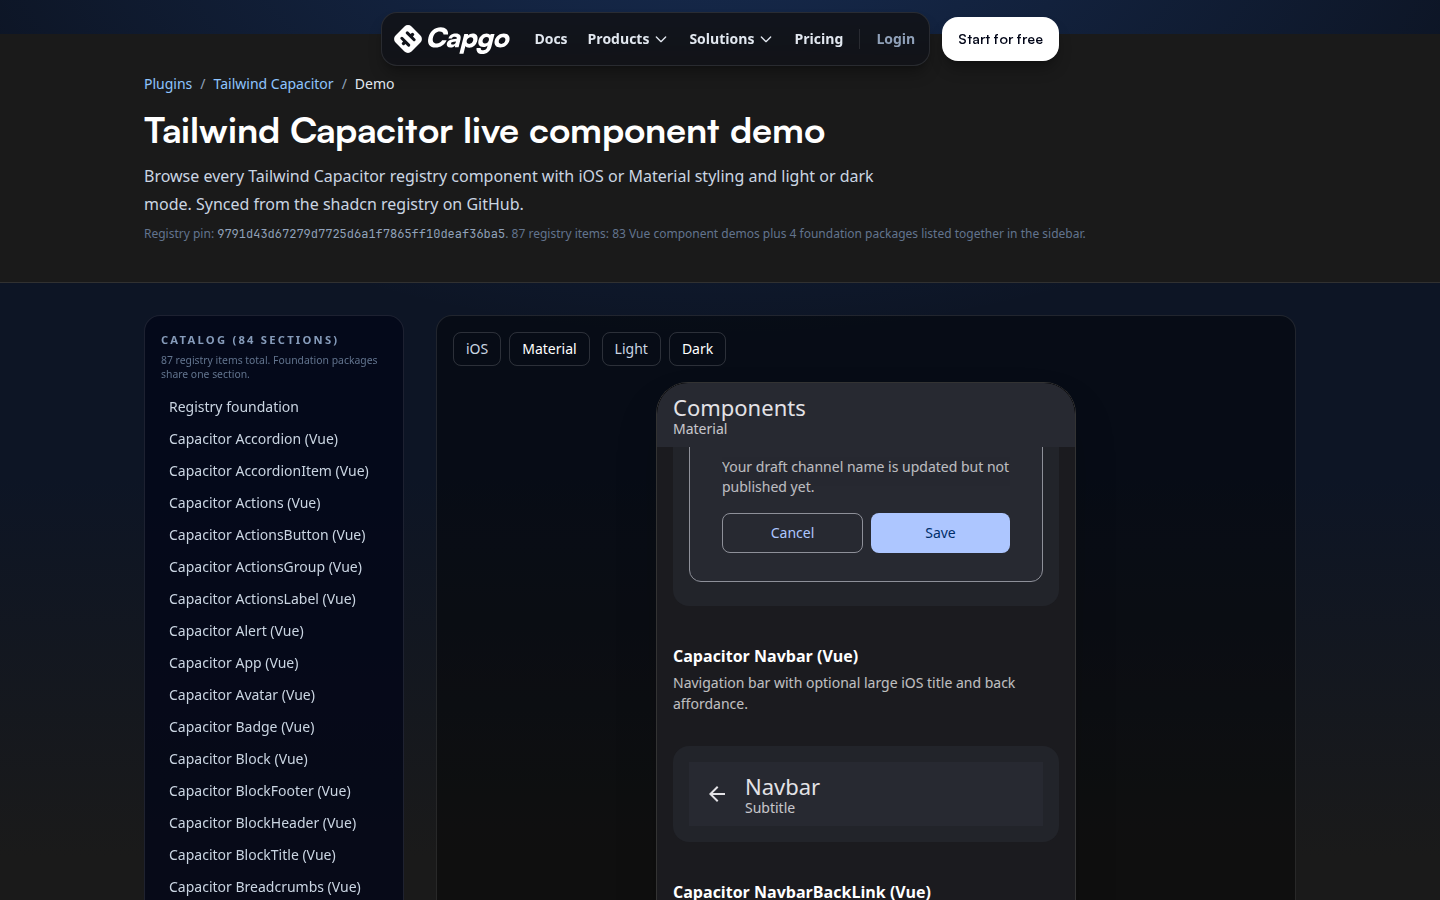 Capgo
Docs
Products
Solutions
Pricing
Login
Start for free
Plugins / Tailwind Capacitor / Demo
Tailwind Capacitor live component demo
Browse every Tailwind Capacitor registry component with iOS or Material styling and light or dark
mode. Synced from the shadcn registry on GitHub.
Registry pin: 9791d43d67279d7725d6a1f7865ff10deaf36ba5. 87 registry items: 83 Vue component demos plus 4 foundation packages listed together in the sidebar.
CATALOG (84 SECTIONS)
87 registry items total. Foundation packages
share one section.
Registry foundation
Capacitor Accordion (Vue)
Capacitor AccordionItem (Vue)
Capacitor Actions (Vue)
Capacitor ActionsButton (Vue)
Capacitor ActionsGroup (Vue)
Capacitor ActionsLabel (Vue)
Capacitor Alert (Vue)
Capacitor App (Vue)
Capacitor Avatar (Vue)
Capacitor Badge (Vue)
Capacitor Block (Vue)
Capacitor BlockFooter (Vue)
Capacitor BlockHeader (Vue)
Capacitor BlockTitle (Vue)
Capacitor Breadcrumbs (Vue)
iOS
Material
Light
Dark
Components
Material
Your draft channel name is updated but not
published yet.
Cancel
Save
Capacitor Navbar (Vue)
Navigation bar with optional large iOS title and back
affordance.
Navbar
Subtitle
Capacitor NavbarBackLink (Vue)